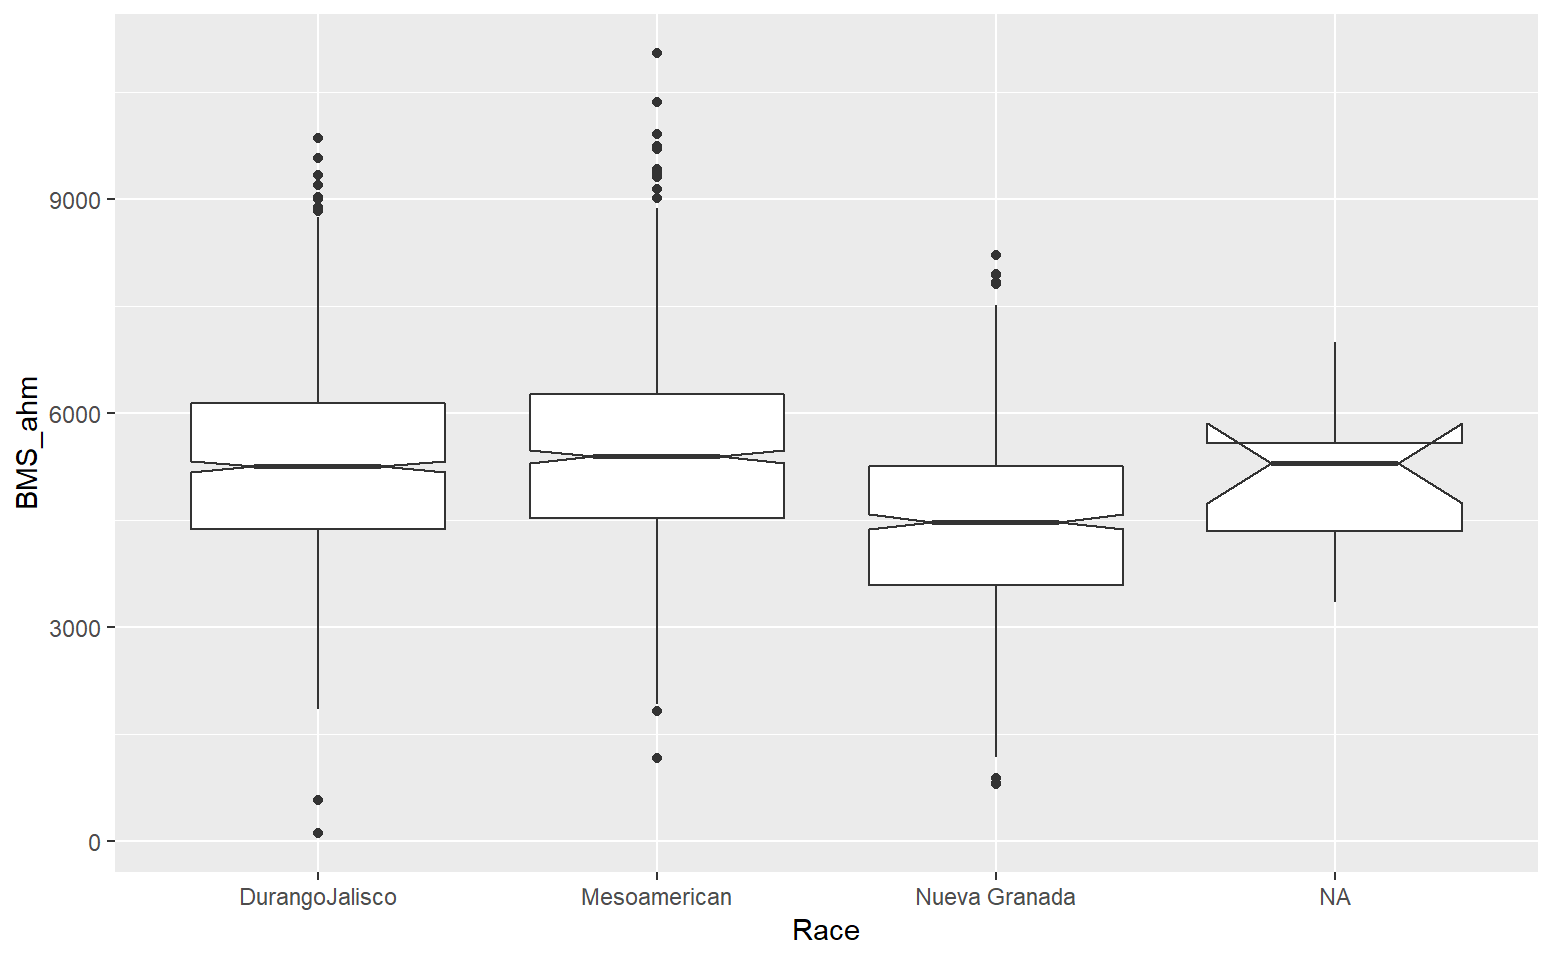 BMS_ahm
9000
6000
3000
0
DurangoJalisco
Mesoamerican
Nueva Granada
NA
Race